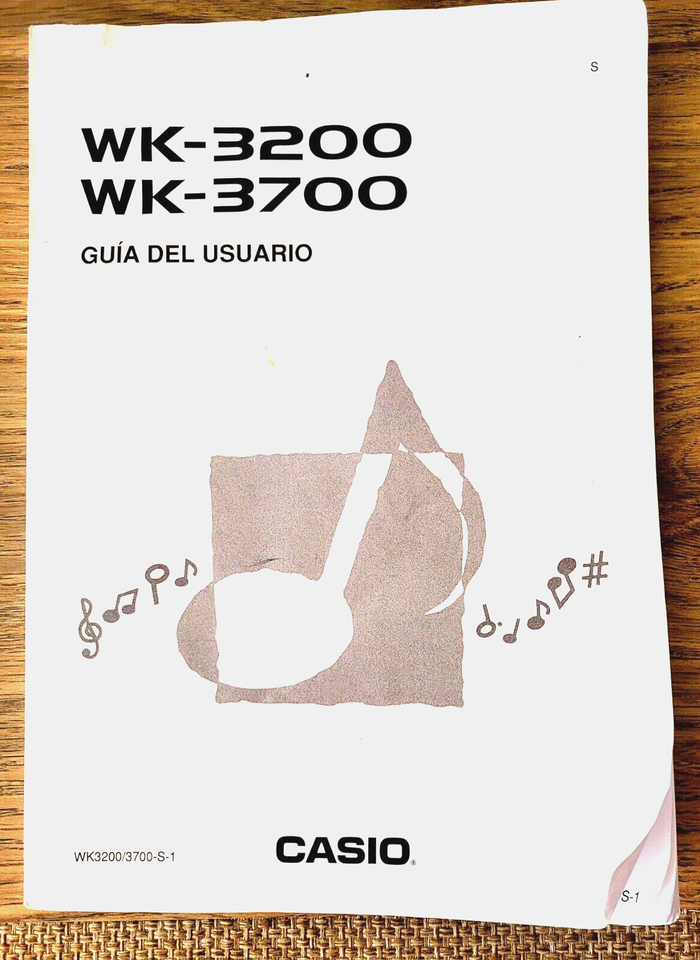 S
WK-3200
WK-3700
GUÍA DEL USUARIO
WK3200/3700-S-1
CASIO®
S-1